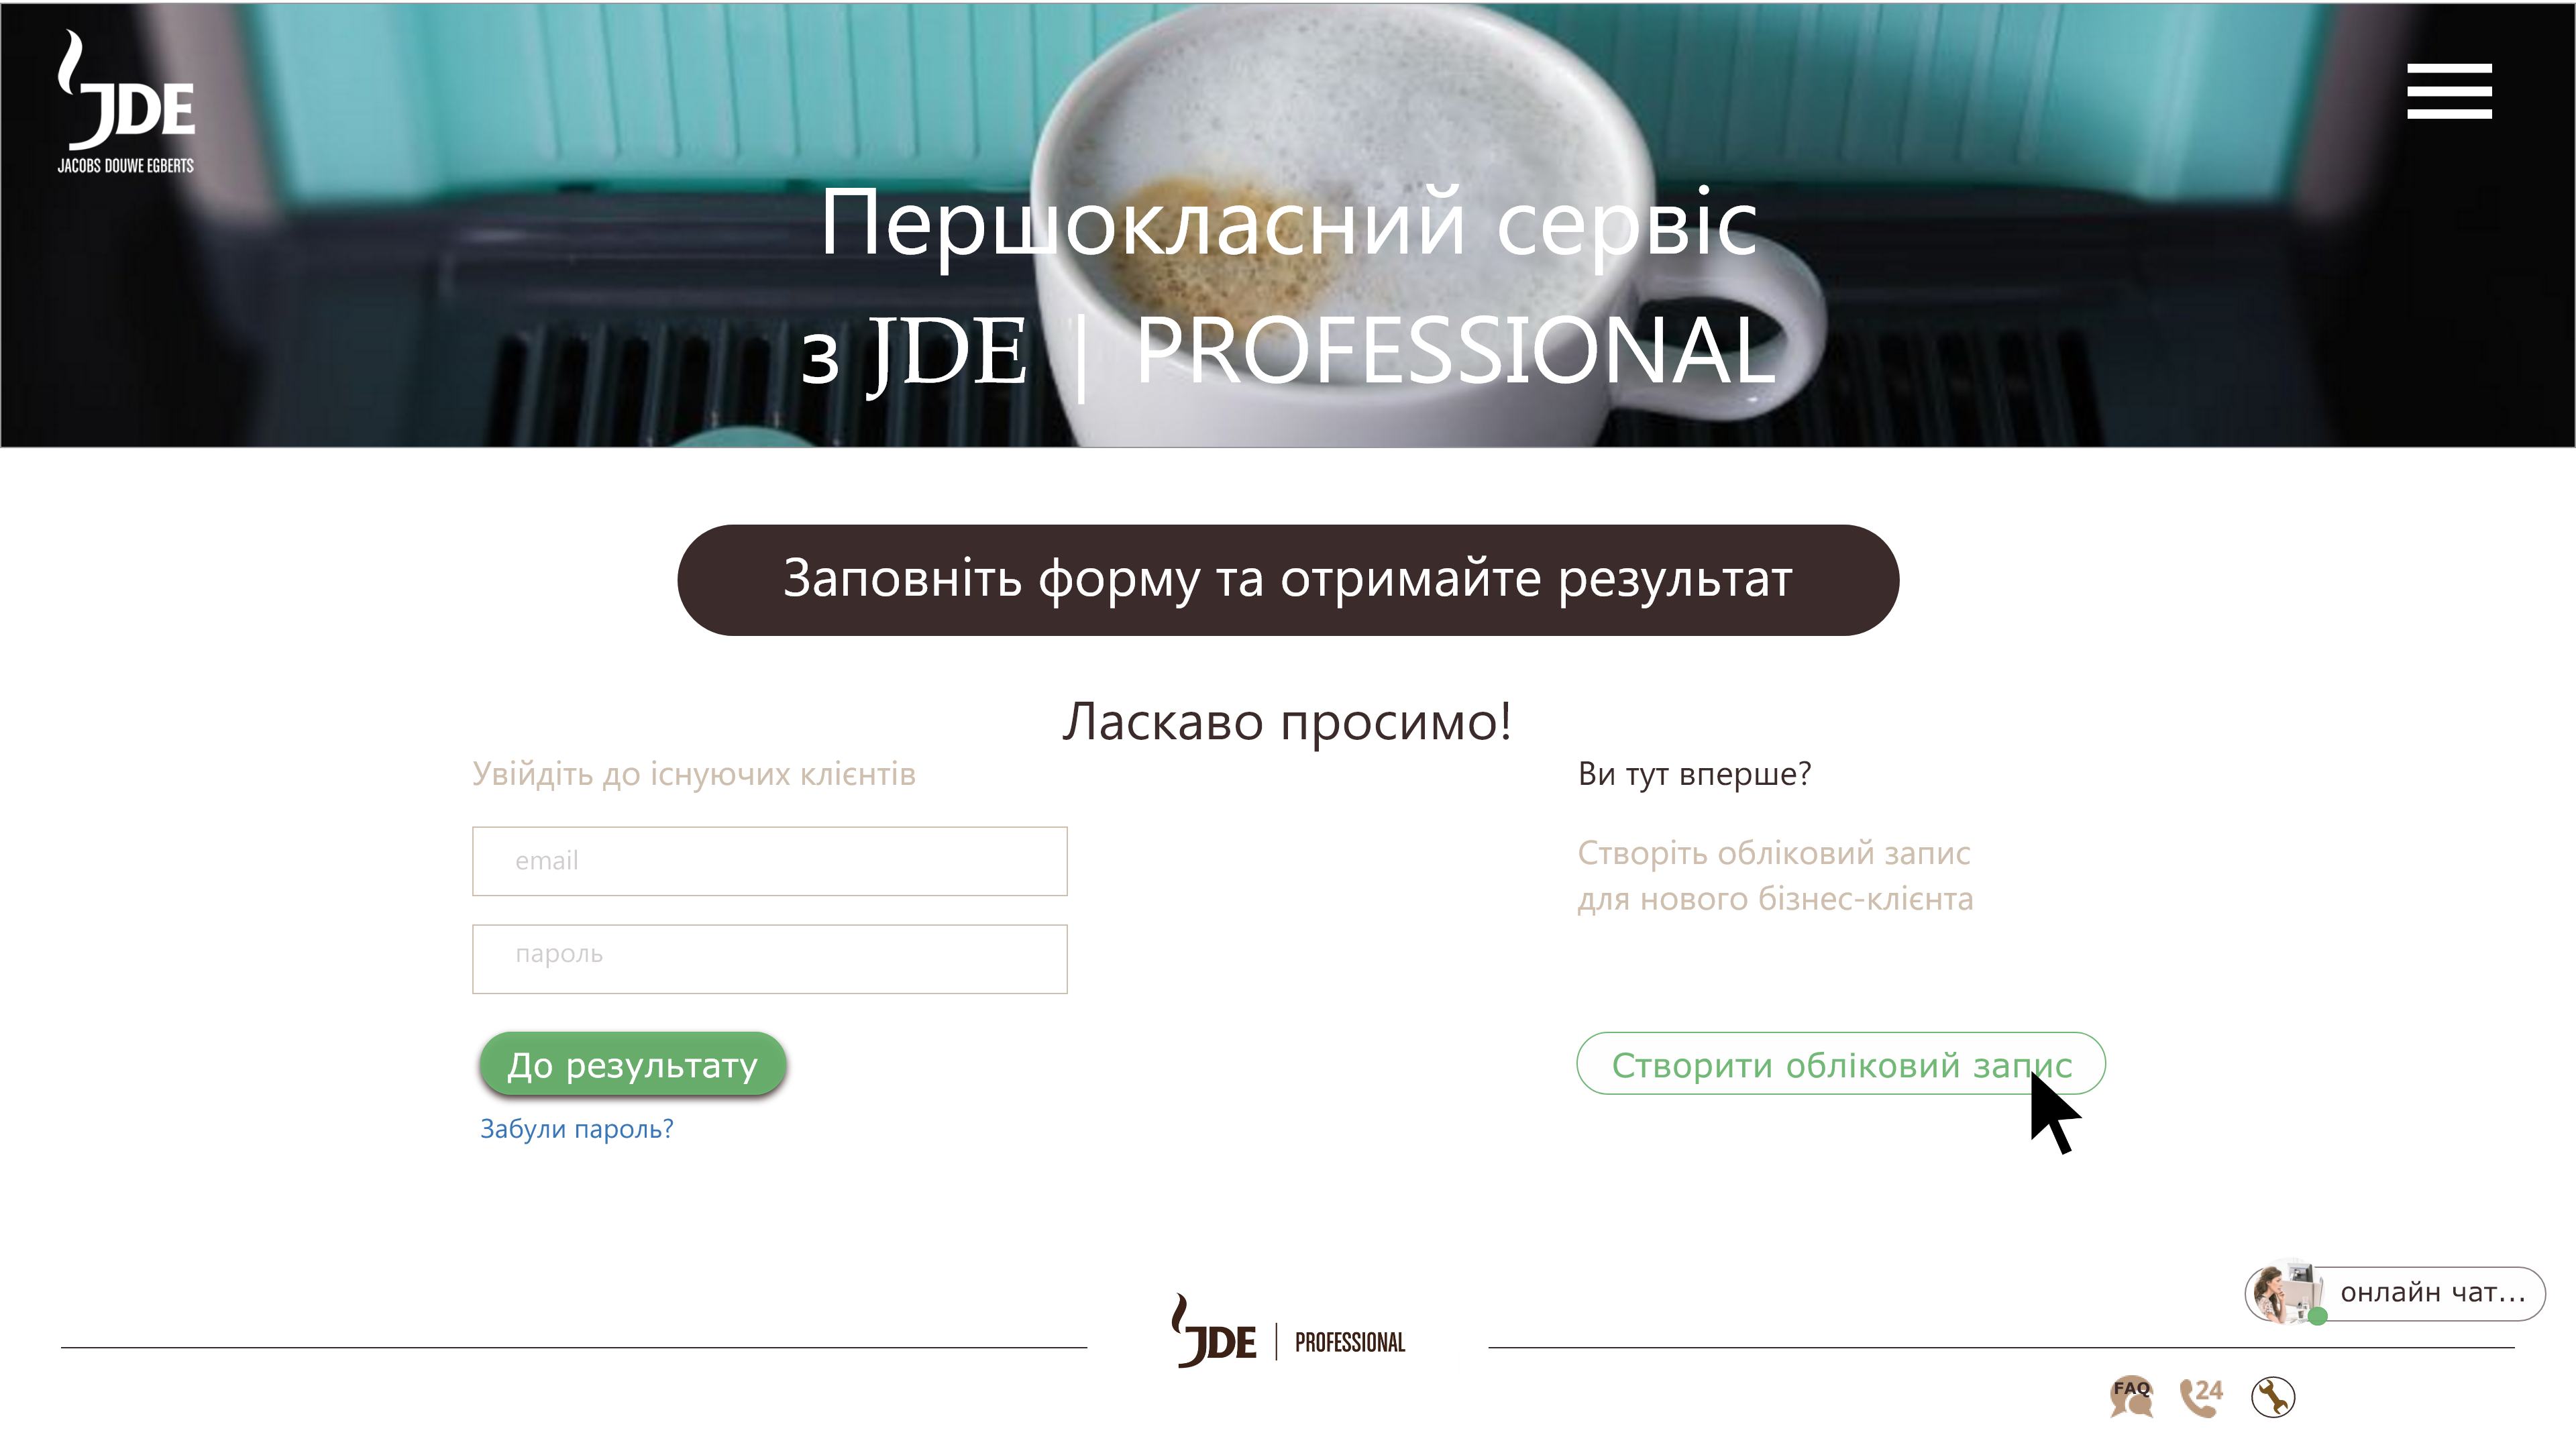 JDE
JACOBS DOUWE EGBERTS
Першокласний сервіс
з JDE | PROFESSIONAL
Заповніть форму та отримайте результат
Ласкаво просимо!
Увійдіть до існуючих клієнтів
email
пароль
До результату
Забули пароль?
Ви тут вперше?
Створіть обліковий запис
для нового бізнес-клієнта
Створити обліковий запис
онлайн чат...
JDE | PROFESSIONAL
FAQ
24